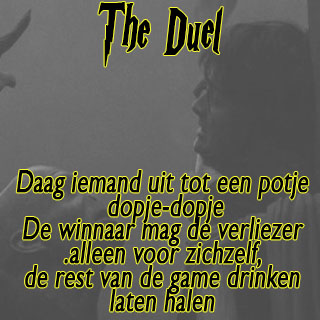 The Duel
Daag iemand uit tot een potje
dopje-dopje
De winnaar mag de verliezer
.alleen voor zichzelf,
de rest van de game drinken
laten halen